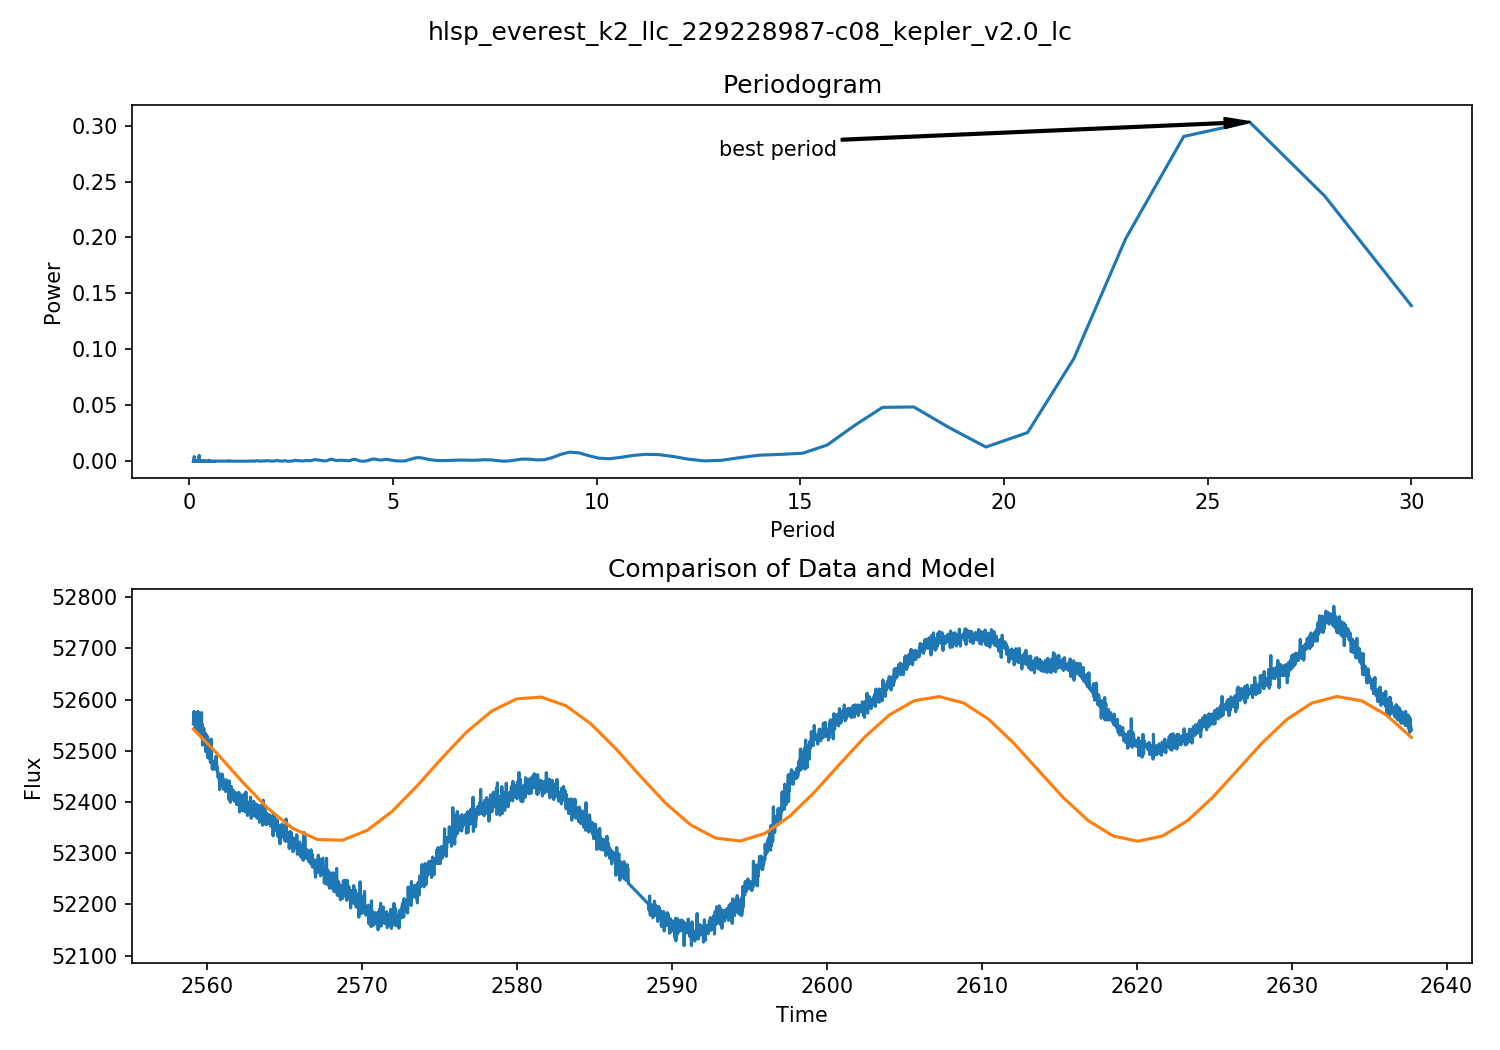 hlsp_everest_k2_llc_229228987-c08_kepler_v2.0_lc
Periodogram
0.30
0.25
0.20
0.15
0.10
0.05
0.00
Power
best period
0 5 10 15 20 25 30
Period
Comparison of Data and Model
52800
52700
52600
52500
52400
52300
52200
52100
Flux
2560 2570 2580 2590 2600 2610 2620 2630 2640
Time